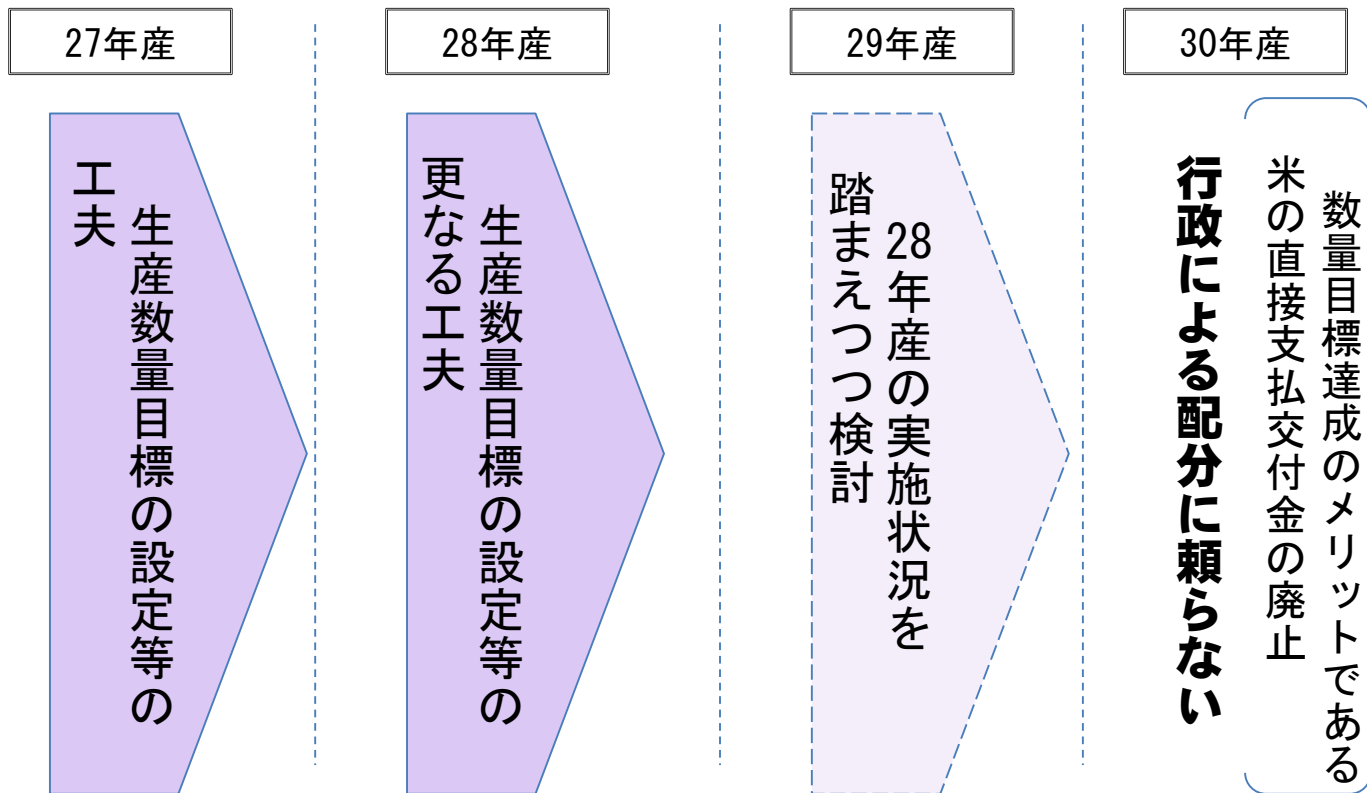 27年産
生産数量目標の設定等の
工夫
28年産
生産数量目標の設定等の
更なる工夫
29年産
28年産の実施状況を
踏まえつつ検討
30年産
数量目標達成のメリットである
米の直接支払交付金の廃止
行政による配分に頼らない